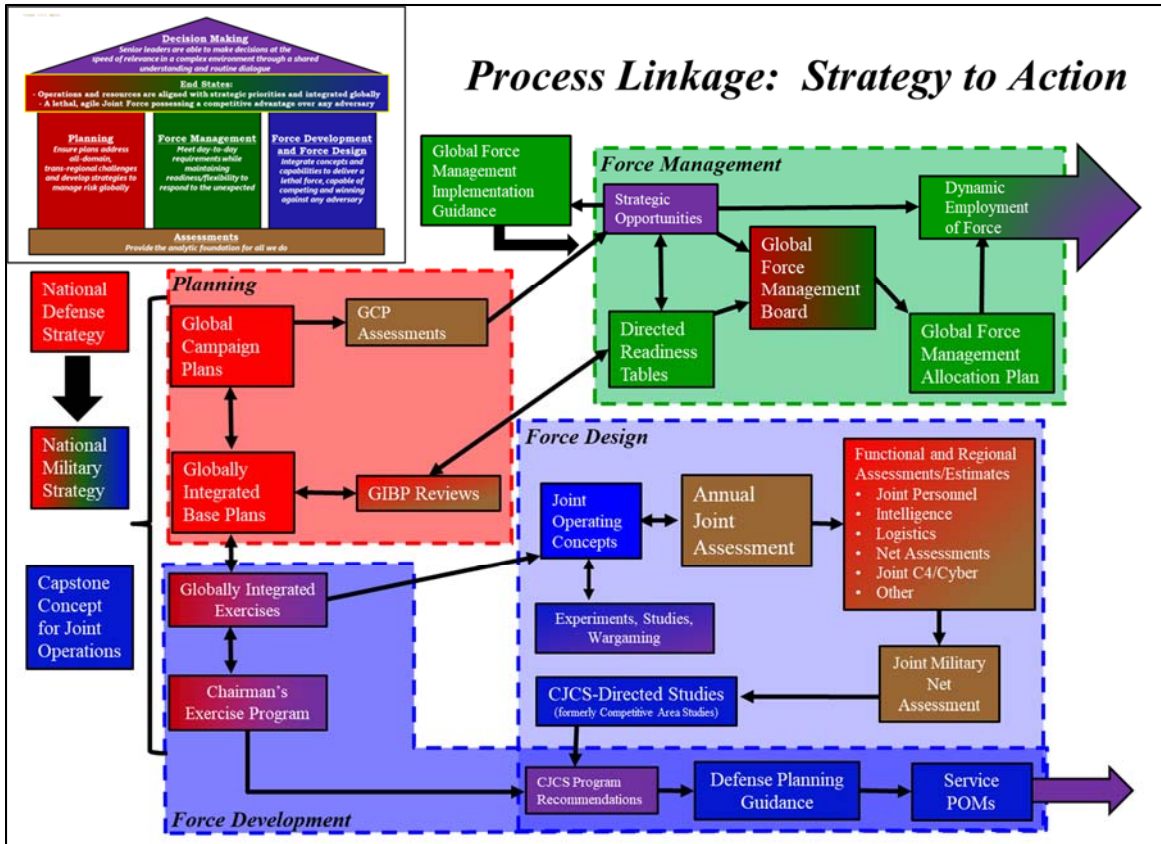 Decision Making
Senior leaders are able to make decisions at the
speed of relevance in a complex environment through a shared
understanding and routine dialogue
End States:
- Operations and resources are aligned with strategic priorities and integrated globally
- A lethal, agile Joint Force possessing a competitive advantage over any adversary
Planning
Ensure plans address
all-domain,
trans-regional challenges
and develop strategies to
manage risk globally
Force Management
Meet day-to-day
requirements while
maintaining
readiness/flexibility to
respond to the unexpected
Force Development
and Force Design
Integrate concepts and
capabilities to deliver a
lethal force, capable of
competing and winning
against any adversary
Assessments
Provide the analytic foundation for all we do
Process Linkage: Strategy to Action
Global Force
Management
Implementation
Guidance
Force Management
Strategic
Opportunities
Dynamic
Employment
of Force
Global
Force
Management
Board
Directed
Readiness
Tables
Global Force
Management
Allocation Plan
National
Defense
Strategy
National
Military
Strategy
Capstone
Concept
for Joint
Operations
Planning
Global
Campaign
Plans
GCP
Assessments
Globally
Integrated
Base Plans
GIBP Reviews
Globally Integrated
Exercises
Chairman's
Exercise Program
Force Development
Force Design
Joint
Operating
Concepts
Annual
Joint
Assessment
Functional and Regional
Assessments/Estimates
• Joint Personnel
• Intelligence
• Logistics
• Net Assessments
• Joint C4/Cyber
• Other
Experiments, Studies,
Wargaming
Joint Military
Net
Assessment
CJCS-Directed Studies
(formerly Competitive Area Studies)
CJCS Program
Recommendations
Defense Planning
Guidance
Service
POMs